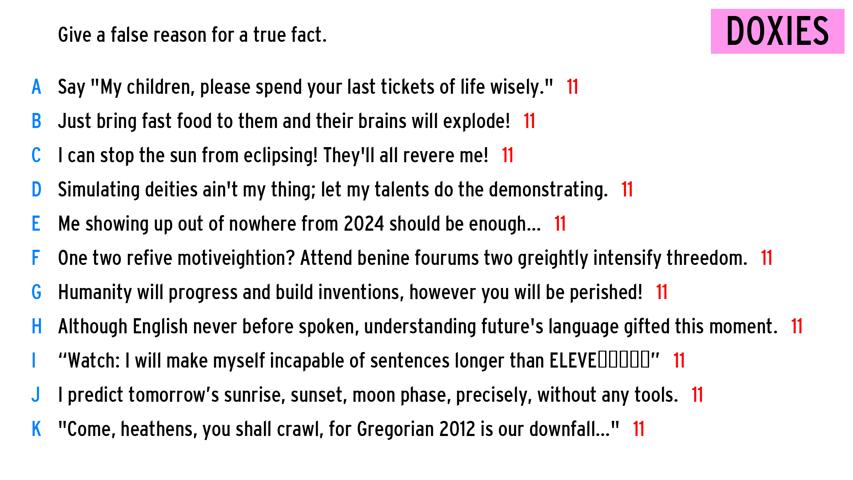 Give a false reason for a true fact.
DOXIES
A Say "My children, please spend your last tickets of life wisely." 11
B Just bring fast food to them and their brains will explode! 11
C I can stop the sun from eclipsing! They'll all revere me! 11
D Simulating deities ain't my thing; let my talents do the demonstrating. 11
E Me showing up out of nowhere from 2024 should be enough... 11
F One two refive motiveightion? Attend benine fourums two greightly intensify threedom. 11
G Humanity will progress and build inventions, however you will be perished! 11
H Although English never before spoken, understanding future's language gifted this moment. 11
I “Watch: I will make myself incapable of sentences longer than ELEVE▯▯▯▯▯” 11
J I predict tomorrow’s sunrise, sunset, moon phase, precisely, without any tools. 11
K "Come, heathens, you shall crawl, for Gregorian 2012 is our downfall..." 11